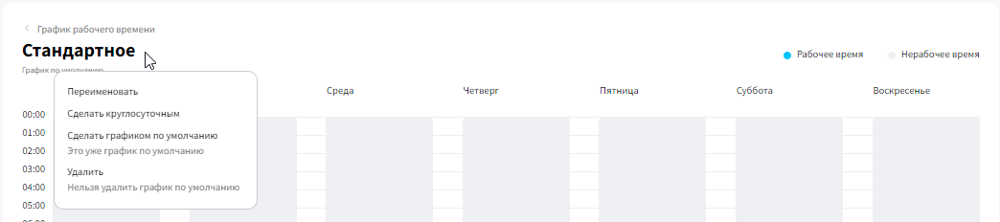 График рабочего времени
Стандартное
Рабочее время
Нерабочее время
График по умолчанию
Переименовать
Сделать круглосуточным
Сделать графиком по умолчанию
Это уже график по умолчанию
Удалить
Нельзя удалить график по умолчанию
Среда
Четверг
Пятница
Суббота
Воскресенье
00:00
01:00
02:00
03:00
04:00
05:00